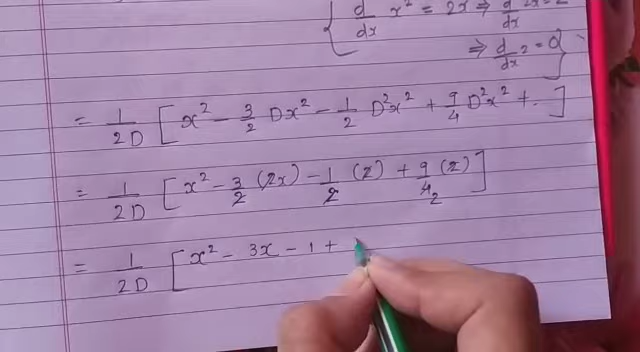 d/dx x² = 2x ⇒ d/dx 2x = 2
⇒ d/dx 2 = 0
= 1/2D [x² - 3/2 Dx² - 1/2 D²x² + 9/4 D²x² + .. ]
= 1/2D [x² - 3/2 (2x) - 1/2 (2) + 9/4 (2)]
2
= 1/2D [x² - 3x - 1 +